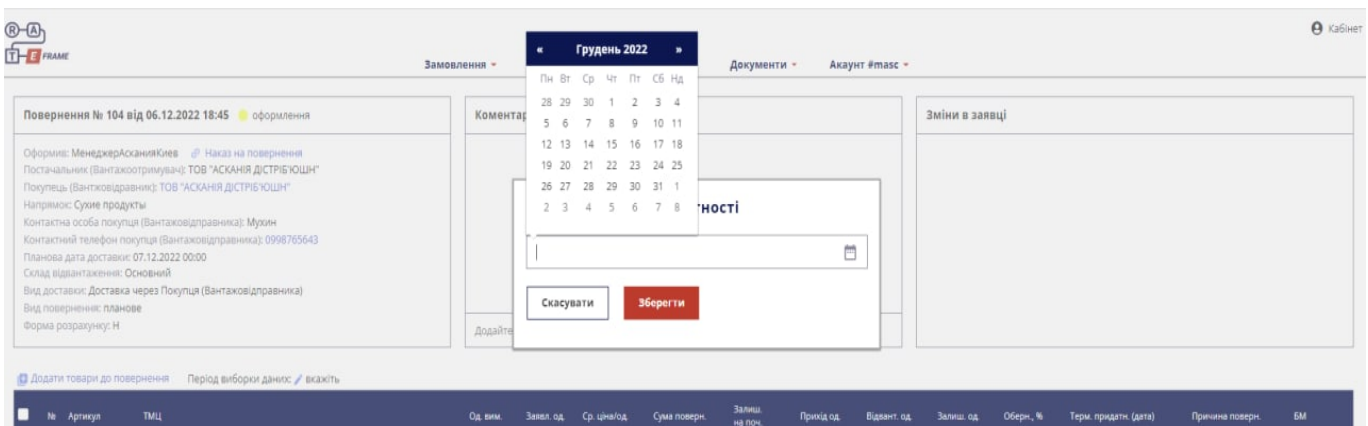 R A
T E FRAME
Кабінет
Замовлення
Документи
Акаунт #masc
« Грудень 2022 »
Пн Вт Ср Чт Пт Сб Нд
28 29 30 1 2 3 4
5 6 7 8 9 10 11
12 13 14 15 16 17 18
19 20 21 22 23 24 25
26 27 28 29 30 31 1
2 3 4 5 6 7 8
Повернення № 104 від 06.12.2022 18:45 оформлення
Оформив: МенеджерАсканияКиев Наказ на повернення
Постачальник (Вантажоотримувач): ТОВ "АСКАНІЯ ДІСТРІБ'ЮШН"
Покупець (Вантажовідравник): ТОВ "АСКАНІЯ ДІСТРІБ'ЮШН"
Напрямок: Сухие продукты
Контактна особа покупця (Вантажовідправника): Мухин
Контактний телефон покупця (Вантажовідправника): 0998765643
Планова дата доставки: 07.12.2022 00:00
Склад відвантаження: Основний
Вид доставки: Доставка через Покупця (Вантажовідправника)
Вид повернення: планове
Форма розрахунку: Н
Коментар
Додайте
тності
Скасувати
Зберегти
Зміни в заявці
Додати товари до повернення Період виборки даних: вкажіть
№ Артикул ТМЦ Од. вим. Заявл. од. Ср. ціна/од. Сума поверн. Залиш. на поч. Прихід од. Відвант. од. Залиш. од. Оберн., % Терм. придатн. (дата) Причина поверн. БМ